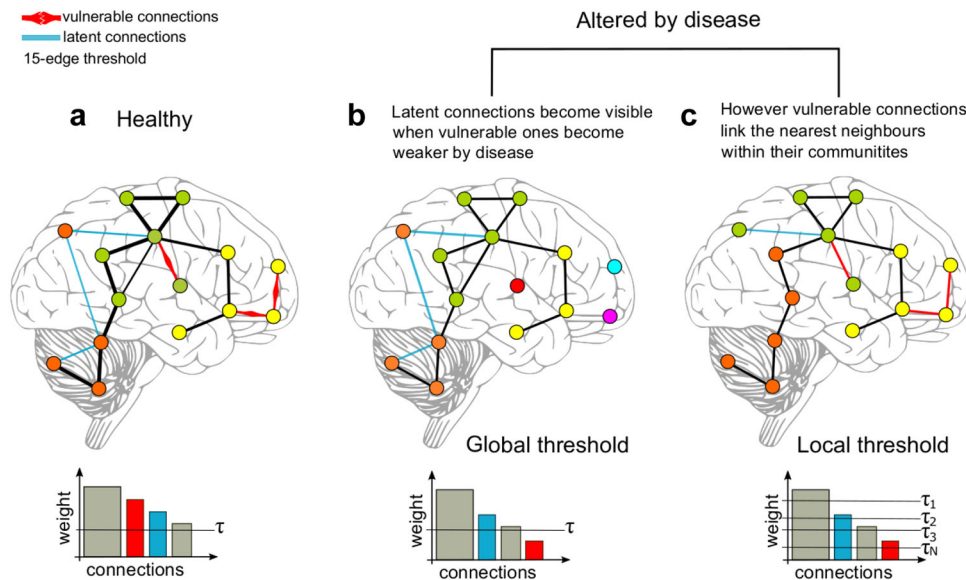 vulnerable connections
latent connections
15-edge threshold
Altered by disease
a Healthy
b Latent connections become visible
when vulnerable ones become
weaker by disease
c However vulnerable connections
link the nearest neighbours
within their communitites
Global threshold
Local threshold
weight
τ
connections
weight
τ
connections
weight
τ1
τ2
τ3
τN
connections